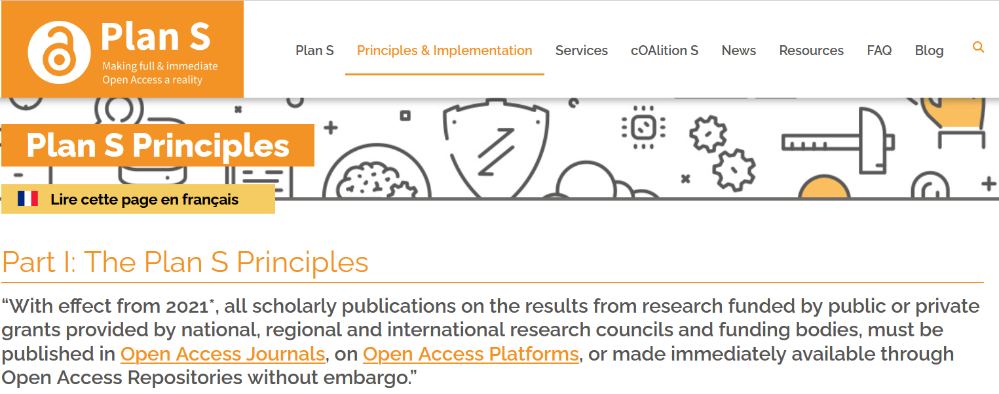 Plan S
Making full & immediate
Open Access a reality
Plan S Principles & Implementation Services cOAlition S News Resources FAQ Blog
Plan S Principles
Lire cette page en français
Part I: The Plan S Principles
“With effect from 2021*, all scholarly publications on the results from research funded by public or private
grants provided by national, regional and international research councils and funding bodies, must be
published in Open Access Journals, on Open Access Platforms, or made immediately available through
Open Access Repositories without embargo.”